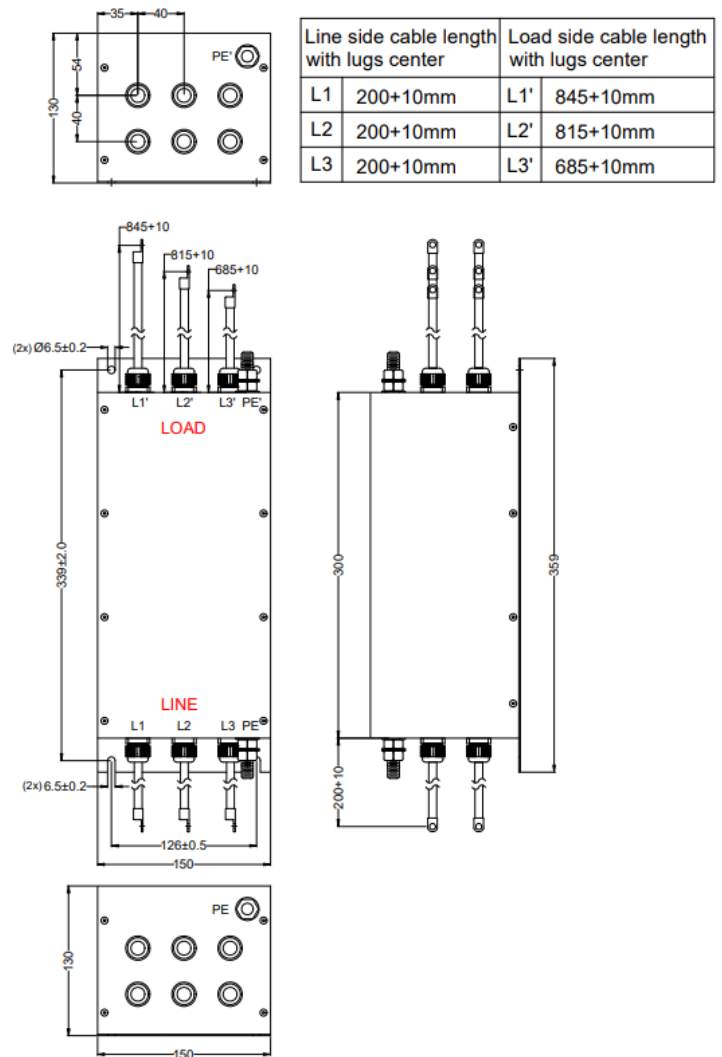 35
40
PE'
54
130
40
Line side cable length with lugs center
Load side cable length with lugs center
L1 200+10mm L1' 845+10mm
L2 200+10mm L2' 815+10mm
L3 200+10mm L3' 685+10mm
845+10
815+10
685+10
(2x) Ø6.5±0.2
L1' L2' L3' PE'
LOAD
339±2.0
300
359
LINE
L1 L2 L3 PE
(2x) 6.5±0.2
200+10
126±0.5
150
PE
130
150